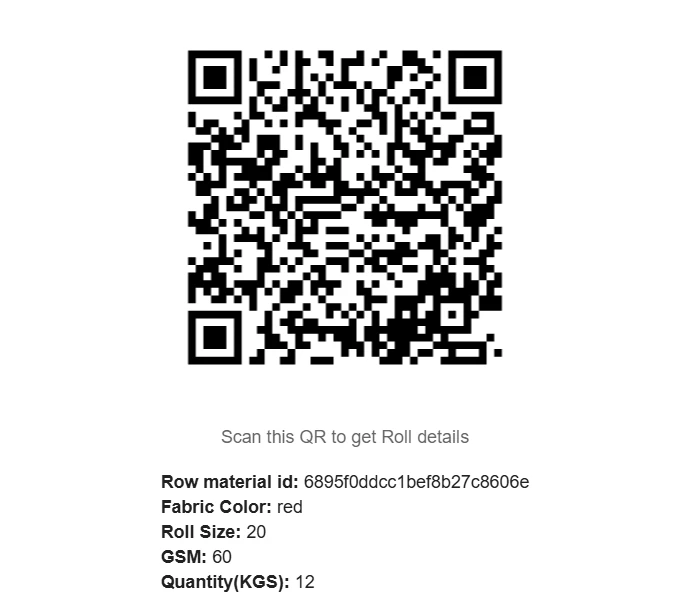 Scan this QR to get Roll details
Row material id: 6895f0ddcc1bef8b27c8606e
Fabric Color: red
Roll Size: 20
GSM: 60
Quantity(KGS): 12